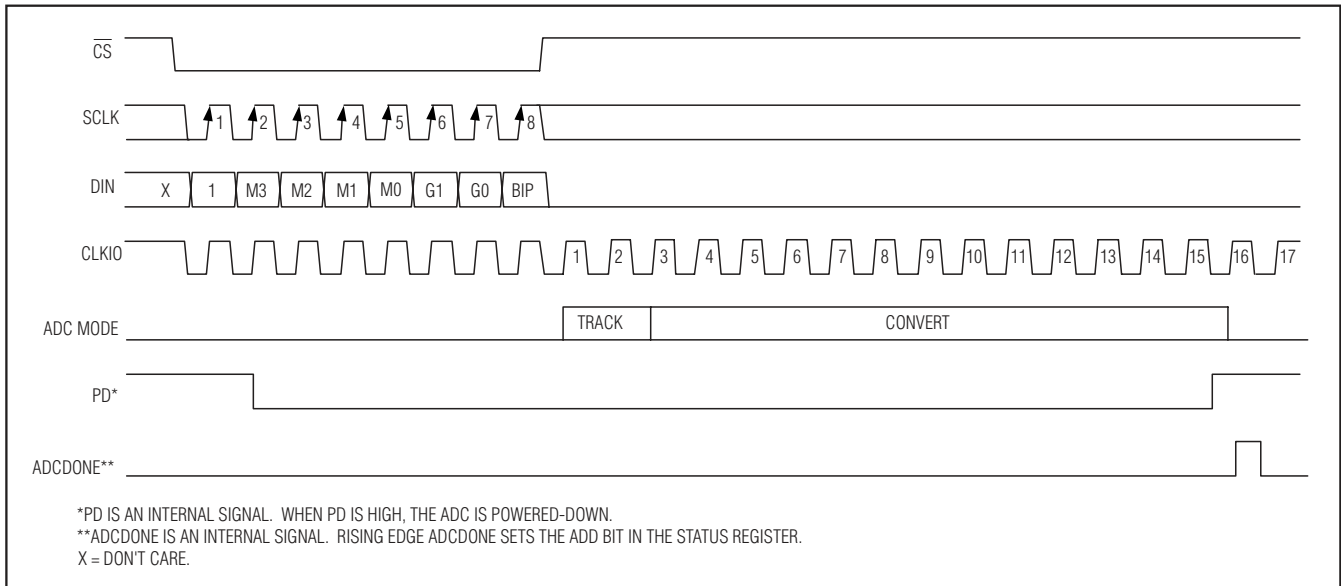 CS
SCLK 1 2 3 4 5 6 7 8
DIN X 1 M3 M2 M1 M0 G1 G0 BIP
CLKIO 1 2 3 4 5 6 7 8 9 10 11 12 13 14 15 16 17
ADC MODE TRACK CONVERT
PD*
ADCDONE**
*PD IS AN INTERNAL SIGNAL. WHEN PD IS HIGH, THE ADC IS POWERED-DOWN.
**ADCDONE IS AN INTERNAL SIGNAL. RISING EDGE ADCDONE SETS THE ADD BIT IN THE STATUS REGISTER.
X = DON'T CARE.